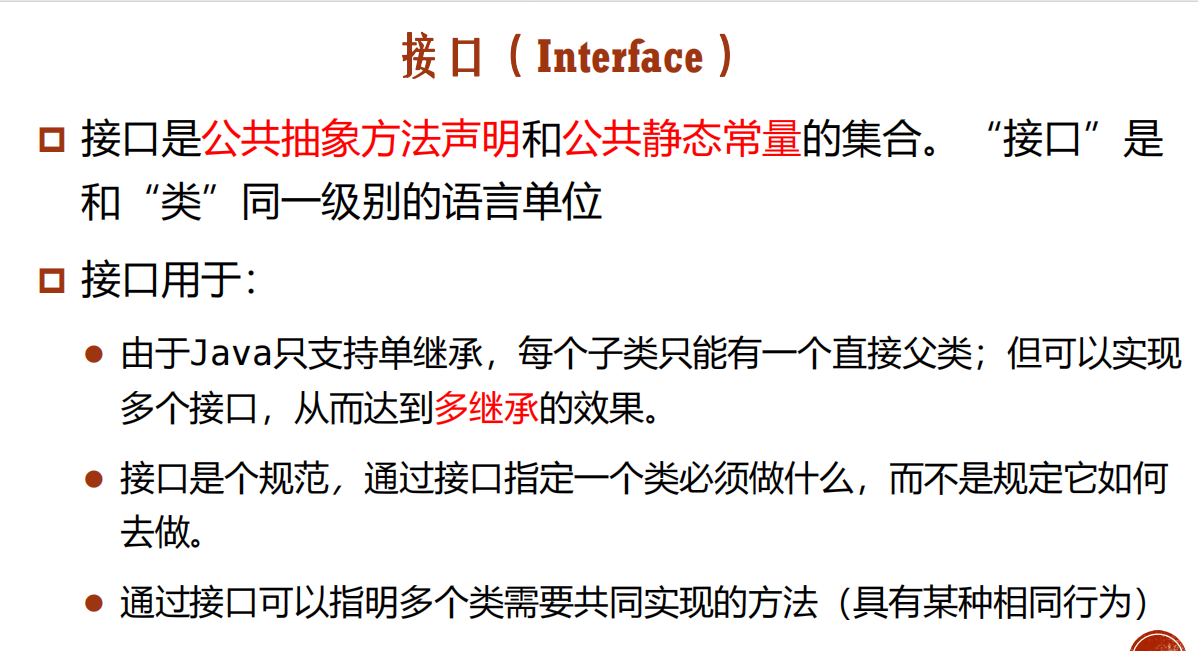 接口（Interface）
接口是公共抽象方法声明和公共静态常量的集合。“接口”是
和“类”同一级别的语言单位
接口用于：
由于Java只支持单继承，每个子类只能有一个直接父类；但可以实现
多个接口，从而达到多继承的效果。
接口是个规范，通过接口指定一个类必须做什么，而不是规定它如何
去做。
通过接口可以指明多个类需要共同实现的方法（具有某种相同行为）